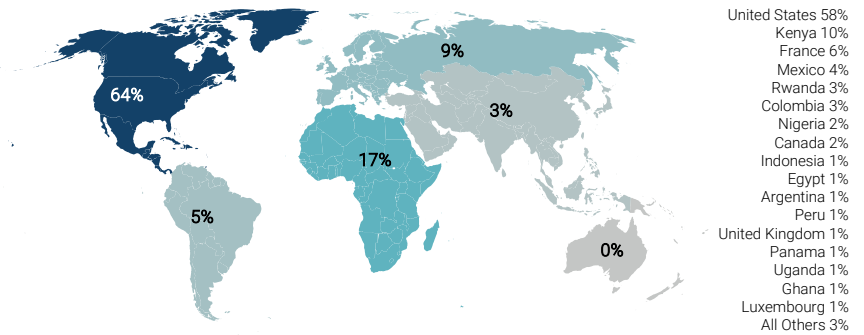 64%
9%
3%
17%
5%
0%
United States 58%
Kenya 10%
France 6%
Mexico 4%
Rwanda 3%
Colombia 3%
Nigeria 2%
Canada 2%
Indonesia 1%
Egypt 1%
Argentina 1%
Peru 1%
United Kingdom 1%
Panama 1%
Uganda 1%
Ghana 1%
Luxembourg 1%
All Others 3%